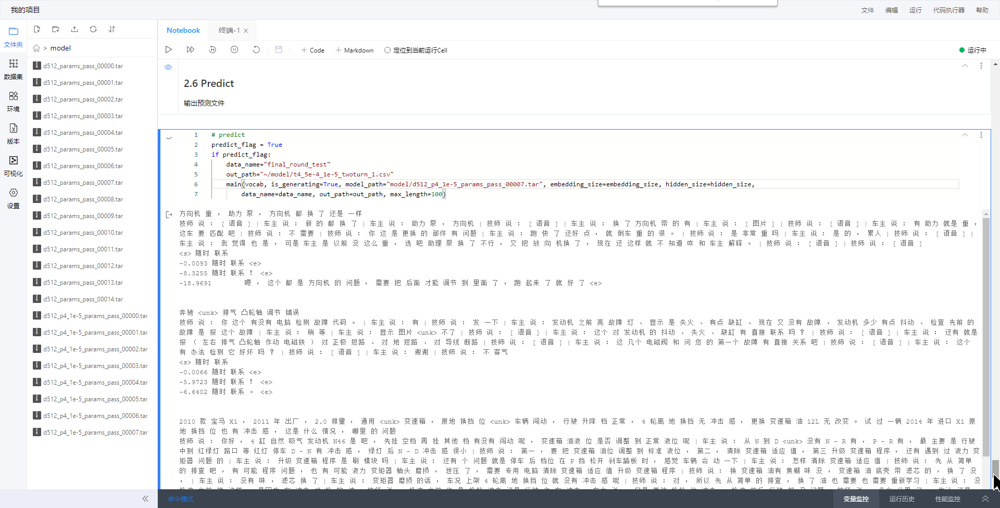 我的项目
文件 编辑 运行 代码执行器 帮助
文件夹
数据集
环境
版本
可视化
设置
> model
d512_params_pass_00000.tar
d512_params_pass_00001.tar
d512_params_pass_00002.tar
d512_params_pass_00003.tar
d512_params_pass_00004.tar
d512_params_pass_00005.tar
d512_params_pass_00006.tar
d512_params_pass_00007.tar
d512_params_pass_00008.tar
d512_params_pass_00009.tar
d512_params_pass_00010.tar
d512_params_pass_00011.tar
d512_params_pass_00012.tar
d512_params_pass_00013.tar
d512_params_pass_00014.tar
d512_p4_1e-5_params_pass_00000.tar
d512_p4_1e-5_params_pass_00001.tar
d512_p4_1e-5_params_pass_00002.tar
d512_p4_1e-5_params_pass_00003.tar
d512_p4_1e-5_params_pass_00004.tar
d512_p4_1e-5_params_pass_00005.tar
d512_p4_1e-5_params_pass_00006.tar
d512_p4_1e-5_params_pass_00007.tar
Notebook 终端-1
Code Markdown 定位到当前运行Cell
运行中
2.6 Predict
输出预测文件
1 # predict
2 predict_flag = True
3 if predict_flag:
4 data_name="final_round_test"
5 out_path="~/model/t4_5e-4_1e-5_twoturn_1.csv"
6 main(vocab, is_generating=True, model_path="model/d512_p4_1e-5_params_pass_00007.tar", embedding_size=embedding_size, hidden_size=hidden_size,
7 data_name=data_name, out_path=out_path, max_length=100)
方向机 重 ， 助力 泵 ， 方向机 都 换 了 还是 一样
技师 说 ： [ 语音 ] | 车主 说 ： 新 的 都 换 了 | 车主 说 ： 助力 泵 ， 方向机 | 技师 说 ： [ 语音 ] | 车主 说 ： 换 了 方向机 带 的 有 | 车主 说 ： [ 图片 ] | 技师 说 ： [ 语音 ] | 车主 说 ： 有 助力 就是 重 ，
这车 要 匹配 吧 | 技师 说 ： 不 需要 | 技师 说 ： 你 这 是 更换 的 部件 有 问题 | 车主 说 ： 跑 快 了 还好 点 ， 就 倒车 重 的 很 。 | 技师 说 ： 是 非常 重 吗 | 车主 说 ： 是 的 ， 累人 | 技师 说 ： [ 语音 ] |
车主 说 ： 我 觉得 也 是 ， 可是 车主 是 以前 没 这么 重 ， 选 吧 助理 泵 换 了 不行 ， 又 把 放 向 机换 了 ， 现在 还 这样 就 不 知道 咋 和 车主 解释 。 | 技师 说 ： [ 语音 ] | 技师 说 ： [ 语音 ]
<s> 随时 联系
-0.0093 随时 联系 <e>
-8.3255 随时 联系 ！ <e>
-18.9691 嗯 ， 这个 都 是 方向机 的 问题 ， 需要 把 后面 才能 调节 到 里面 了 ， 跑 起来 了 就 好 了 <e>
奔驰 <unk> 排气 凸轮轴 调节 错误
技师 说 ： 你 这个 有没有 电脑 检测 故障 代码 。 | 车主 说 ： 有 | 技师 说 ： 发 一下 | 车主 说 ： 发动机 之前 亮 故障 灯 、 显示 是 失火 、 有点 缺缸 、 现在 又 没有 故障 、 发动机 多少 有点 抖动 、 检查 先前 的
故障 是 报 这个 故障 | 车主 说 ： 稍 等 | 车主 说 ： 显示 图片 <unk> 不了 | 技师 说 ： [ 语音 ] | 车主 说 ： 这个 对 发动机 的 抖动 、 失火 、 缺缸 有 直接 联系 吗 ？ | 技师 说 ： [ 语音 ] | 车主 说 ： 还有 就是
报 （ 左右 排气 凸轮轴 作动 电磁铁 ） 对 正极 短路 、 对 地 短路 、 对 导线 断路 | 技师 说 ： [ 语音 ] | 车主 说 ： 这 几个 电磁阀 和 问 您 的 第一个 故障 有 直接 关系 吧 | 技师 说 ： [ 语音 ] | 车主 说 ： 这个
有 办法 检测 它 好坏 吗 ？ | 技师 说 ： [ 语音 ] | 车主 说 ： 谢谢 | 技师 说 ： 不 客气
<s> 随时 联系
-0.0066 随时 联系 <e>
-5.9723 随时 联系 ！ <e>
-6.6402 随时 联系 。 <e>
2010 款 宝马 X1 ， 2011 年 出厂 ， 2.0 排量 ， 通用 <unk> 变速箱 ， 原地 换挡 位 <unk> 车辆 闯动 ， 行驶 升降 档 正常 ， 4 轮离 地 换挡 无 冲击 感 ， 更换 变速箱 油 12L 无 改变 。 试 过 一辆 2014 年 进口 X1 原
地 换挡 位 也 有 冲击 感 ， 这是 什么 情况 ， 哪里 的 问题
技师 说 ： 你好 ， 4 缸 自然 吸气 发动机 N46 是 吧 ， 先挂 空档 再 挂 其他 档 有没有 闯动 呢 ， 变速箱 油液 位 是否 调整 到 正常 液位 呢 | 车主 说 ： 从 N 到 D <unk> 没有 N - R 有 ， P - R 有 ， 最 主要 是 行驶
中到 红绿灯 路口 等 红灯 停车 D - N 有 冲击 感 ， 绿灯 后 N - D 冲击 感 很小 | 技师 说 ： 第一 ， 要 把 变速箱 油位 调整 到 标准 液位 ， 第二 ， 清除 变速箱 适应 值 ， 第三 升级 变速箱 程序 ， 还有 遇到 过 液力 变
矩器 问题 的 | 车主 说 ： 升级 变速箱 程序 是 刷 模块 吗 | 车主 说 ： 还有 个 问题 就是 停车 后 档位 在 P 挡 松开 刹车踏板 时 ， 感觉 车辆 会 动 一下 | 车主 说 ： 怎样 清除 变速箱 适应 值 | 技师 说 ： 先 从 简单
的 排查 吧 ， 有 可能 程序 问题 ， 也 有 可能 液力 变矩器 轴头 磨损 ， 泄压 了 ， 需要 专用 电脑 清除 变速箱 适应 值 升级 变速箱 程序 | 技师 说 ： 换 变速箱 油有 焦糊 味 没 ， 变速箱 油 底壳 带 滤芯 的 ， 换 了 没
， | 车主 说 ： 没有 味 ， 滤芯 换 了 | 车主 说 ： 变矩器 磨损 的话 ， 车况 上架 4 轮离 地 换挡 位 就 没有 冲击 感 呢 | 技师 说 ： 对 ， 所以 先 从 简单 的 排查 ， 换 了 油 也 需要 也 需要 重新学习 | 车主 说 ： 没
命令模式
变量监控 运行历史 性能监控